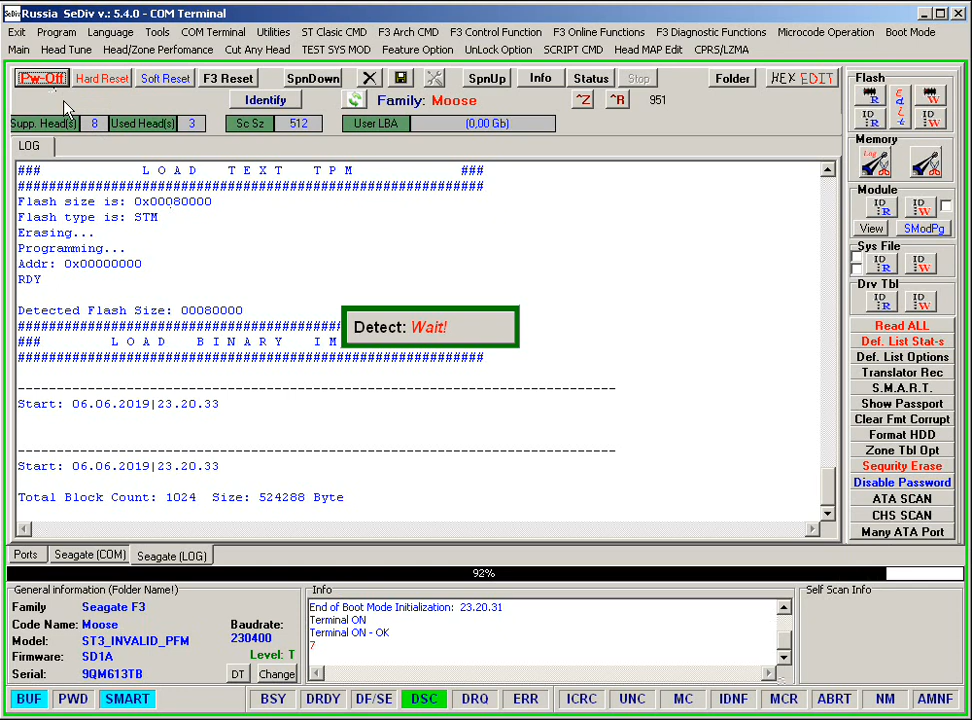 SeDiv Russia SeDiv v.: 5.4.0 - COM Terminal
Exit Program Language Tools COM Terminal Utilities ST Clasic CMD F3 Arch CMD F3 Control Function F3 Online Functions F3 Diagnostic Functions Microcode Operation Boot Mode
Main Head Tune Head/Zone Perfomance Cut Any Head TEST SYS MOD Feature Option UnLock Option SCRIPT CMD Head MAP Edit CPRS/LZMA
Pw-Off Hard Reset Soft Reset F3 Reset SpnDown SpnUp Info Status Stop Folder HEX EDIT
Identify Family: Moose ^Z ^R 951
Supp. Head(s) 8 Used Head(s) 3 Sc Sz 512 User LBA (0,00 Gb)
LOG
### L O A D T E X T T P M ###
############################################################
Flash size is: 0x00080000
Flash type is: STM
Erasing...
Programming...
Addr: 0x00000000
RDY
Detected Flash Size: 00080000
##########################################
### L O A D B I N A R Y I M
############################################################
Detect: Wait!
-----------------------------------------------------------------------------
Start: 06.06.2019|23.20.33
-----------------------------------------------------------------------------
Start: 06.06.2019|23.20.33
Total Block Count: 1024 Size: 524288 Byte
Flash
R Edit W
ID R ID W
Memory
Log
Module
ID R ID W
View SModPg
Sys File
ID R ID W
Drv Tbl
ID R ID W
Read ALL
Def. List Stat-s
Def. List Options
Translator Rec
S.M.A.R.T.
Show Passport
Clear Fmt Corrupt
Format HDD
Zone Tbl Opt
Sequrity Erase
Disable Password
ATA SCAN
CHS SCAN
Many ATA Port
Ports Seagate (COM) Seagate (LOG)
92%
General information (Folder Name!)
Family Seagate F3
Code Name: Moose Baudrate:
Model: ST3_INVALID_PFM 230400
Firmware: SD1A Level: T
Serial: 9QM613TB DT Change
Info
End of Boot Mode Initialization: 23.20.31
Terminal ON
Terminal ON - OK
7
Self Scan Info
BUF PWD SMART BSY DRDY DF/SE DSC DRQ ERR ICRC UNC MC IDNF MCR ABRT NM AMNF